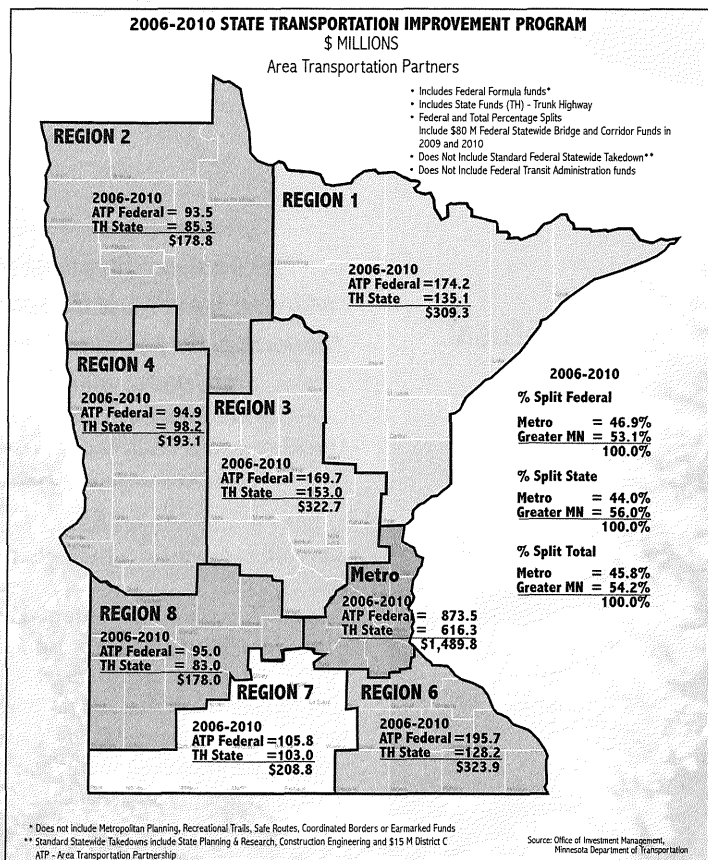 2006-2010 STATE TRANSPORTATION IMPROVEMENT PROGRAM
$ MILLIONS
Area Transportation Partners
• Includes Federal Formula funds*
• Includes State Funds (TH) - Trunk Highway
• Federal and Total Percentage Splits
Include $80 M Federal Statewide Bridge and Corridor Funds in
2009 and 2010
• Does Not Include Standard Federal Statewide Takedown**
• Does Not Include Federal Transit Administration funds
REGION 2
2006-2010
ATP Federal = 93.5
TH State = 85.3
$178.8
REGION 1
2006-2010
ATP Federal =174.2
TH State =135.1
$309.3
REGION 4
2006-2010
ATP Federal = 94.9
TH State = 98.2
$193.1
REGION 3
2006-2010
ATP Federal =169.7
TH State =153.0
$322.7
2006-2010
% Split Federal
Metro = 46.9%
Greater MN = 53.1%
100.0%
% Split State
Metro = 44.0%
Greater MN = 56.0%
100.0%
% Split Total
Metro = 45.8%
Greater MN = 54.2%
100.0%
Metro
2006-2010
ATP Federal = 873.5
TH State = 616.3
$1,489.8
REGION 8
2006-2010
ATP Federal = 95.0
TH State = 83.0
$178.0
REGION 7
2006-2010
ATP Federal =105.8
TH State =103.0
$208.8
REGION 6
2006-2010
ATP Federal =195.7
TH State =128.2
$323.9
* Does not include Metropolitan Planning, Recreational Trails, Safe Routes, Coordinated Borders or Earmarked Funds
** Standard Statewide Takedowns include State Planning & Research, Construction Engineering and $15 M District C
ATP - Area Transportation Partnership
Source: Office of Investment Management,
Minnesota Department of Transportation